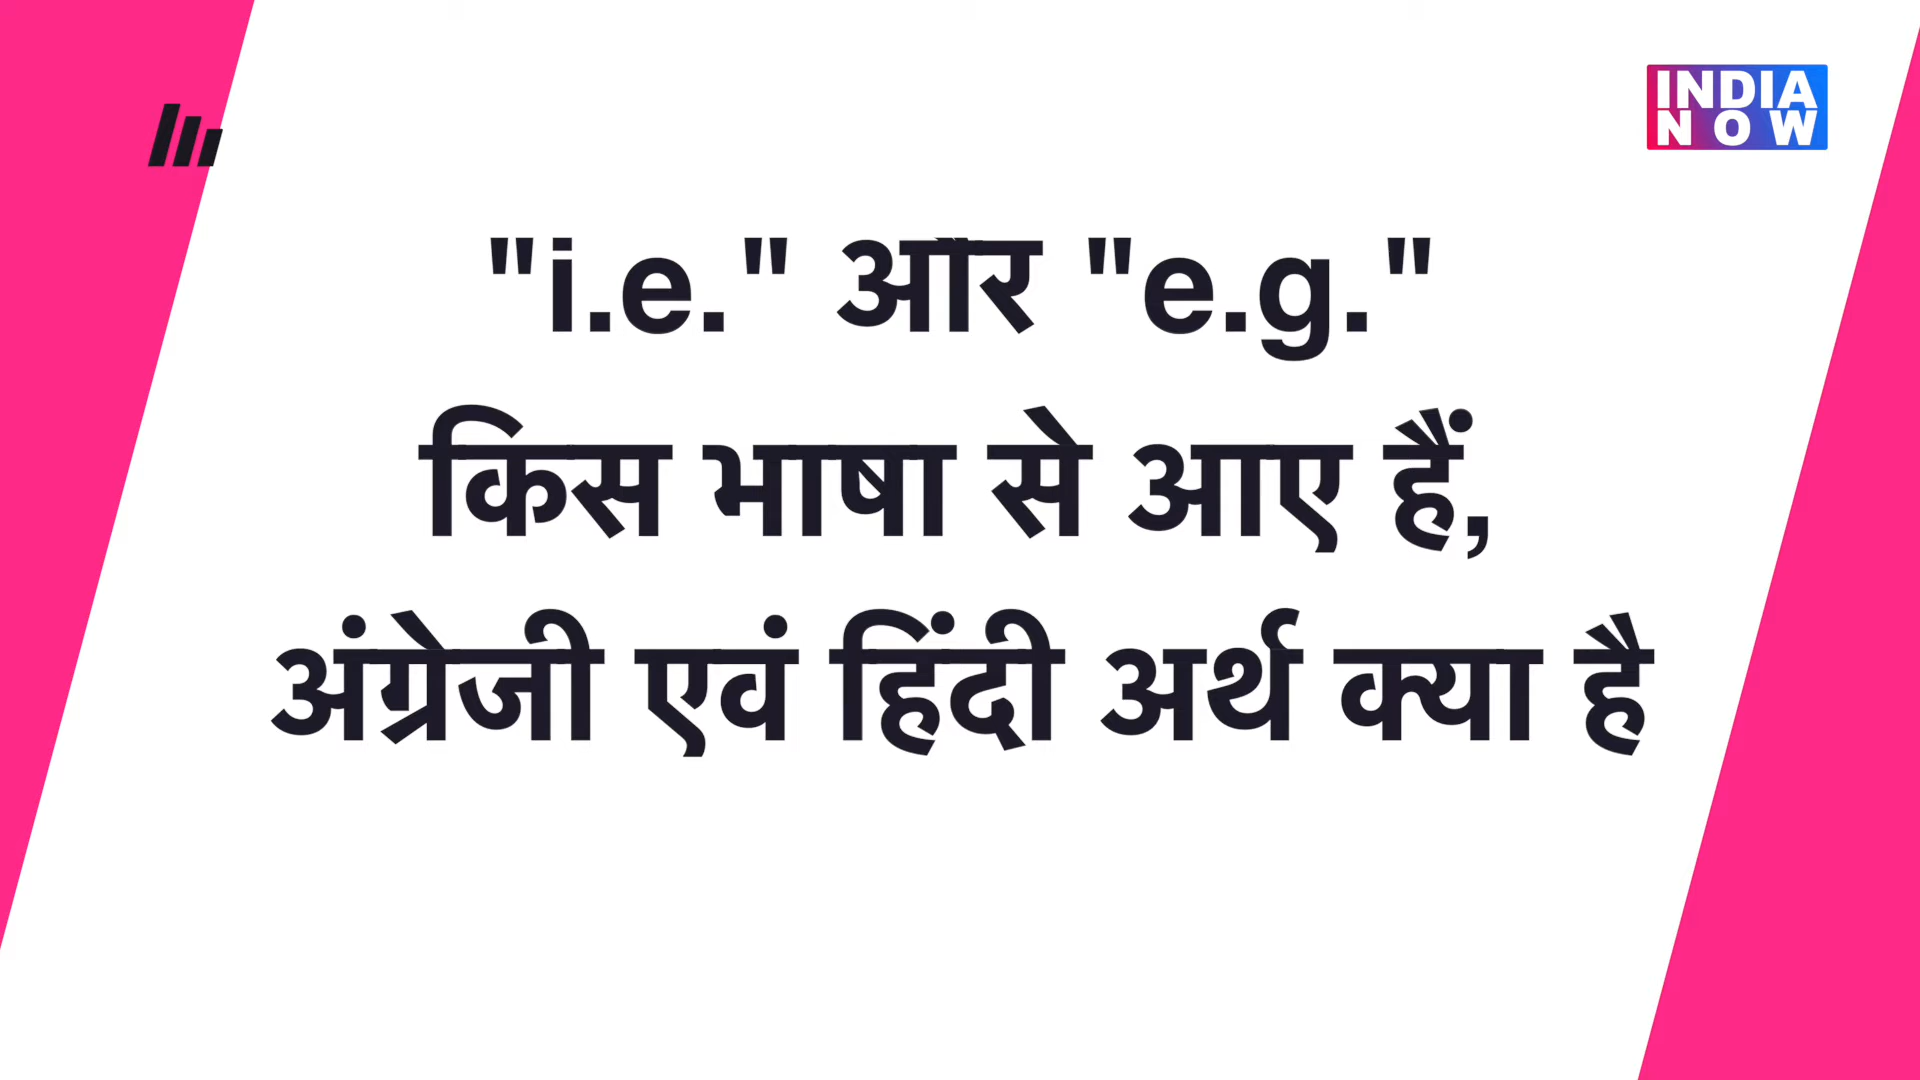 INDIA
NOW
"i.e." और "e.g."
किस भाषा से आए हैं,
अंग्रेजी एवं हिंदी अर्थ क्या है